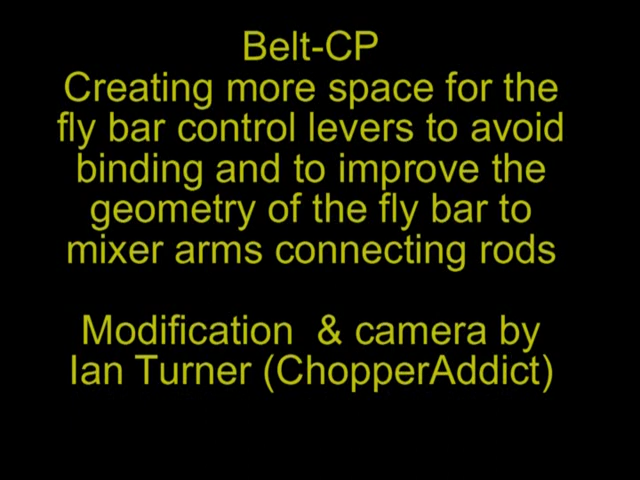 Belt-CP
Creating more space for the
fly bar control levers to avoid
binding and to improve the
geometry of the fly bar to
mixer arms connecting rods
Modification  & camera by
Ian Turner (ChopperAddict)